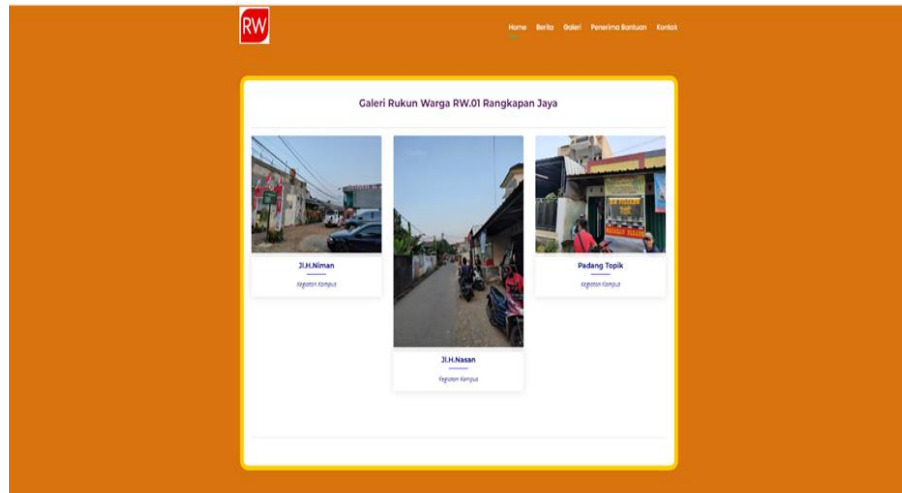 RW
Home Berita Galeri Penerima Bantuan Kontak
Galeri Rukun Warga RW.01 Rangkapan Jaya
Jl.H.Niman
Kegiatan Kampus
Jl.H.Nasan
Kegiatan Kampus
Padang Topik
Kegiatan Kampus